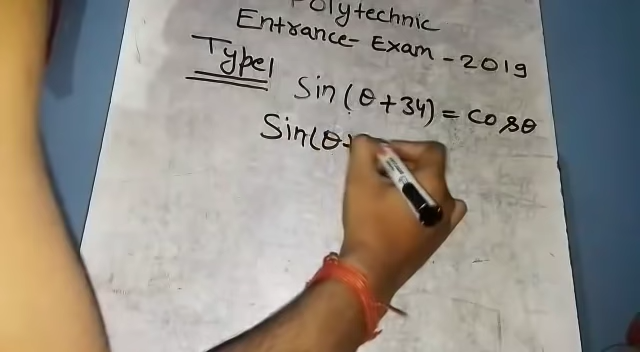 Polytechnic
Entrance- Exam - 2019
Type1
Sin (θ+34) = cosθ
Sin(θ+